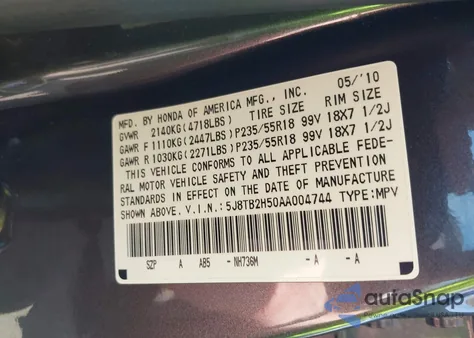 MFD. BY HONDA OF AMERICA MFG., INC. 05/'10
GVWR 2140KG(4718LBS) TIRE SIZE RIM SIZE
GAWR F 1110KG(2447LBS)P235/55R18 99V 18X7 1/2J
GAWR R 1030KG(2271LBS)P235/55R18 99V 18X7 1/2J
THIS VEHICLE CONFORMS TO ALL APPLICABLE FEDE-
RAL MOTOR VEHICLE SAFETY AND THEFT PREVENTION
STANDARDS IN EFFECT ON THE DATE OF MANUFACTURE
SHOWN ABOVE. V.I.N.:5J8TB2H50AA004744 TYPE:MPV
SZP A AB5 - NH736M - A - A
autoSnap